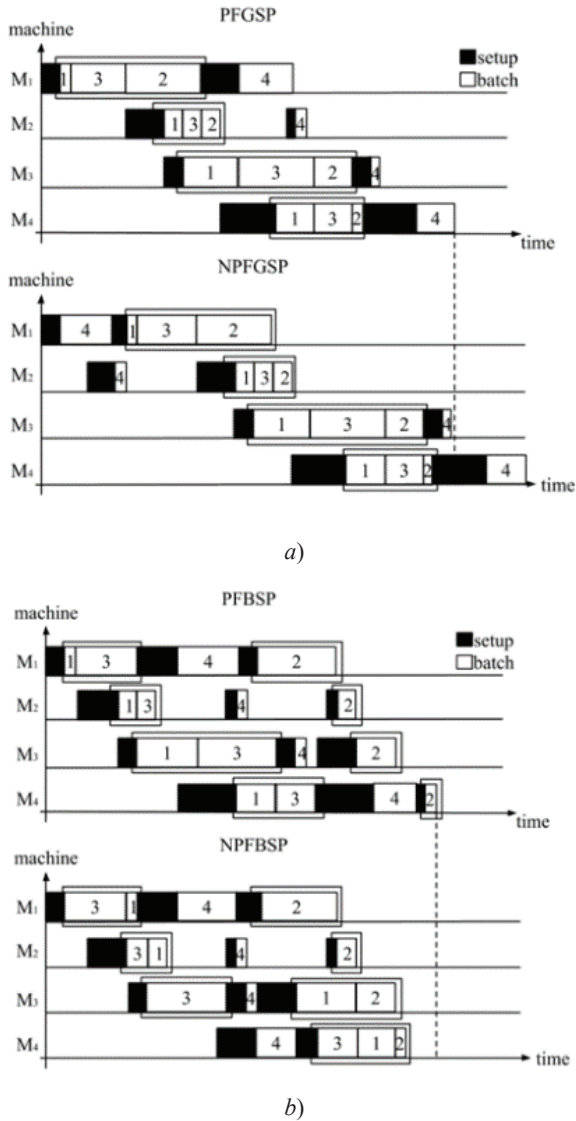 PFGSP
machine
setup
batch
M1 1 3 2 4
M2 1 3 2 4
M3 1 3 2 4
M4 1 3 2 4
time
NPFGSP
machine
M1 4 1 3 2
M2 4 1 3 2
M3 1 3 2 4
M4 1 3 2 4
time
a)
PFBSP
machine
setup
batch
M1 1 3 4 2
M2 1 3 4 2
M3 1 3 4 2
M4 1 3 4 2
time
NPFBSP
machine
M1 3 1 4 2
M2 3 1 4 2
M3 3 4 1 2
M4 4 3 1 2
time
b)